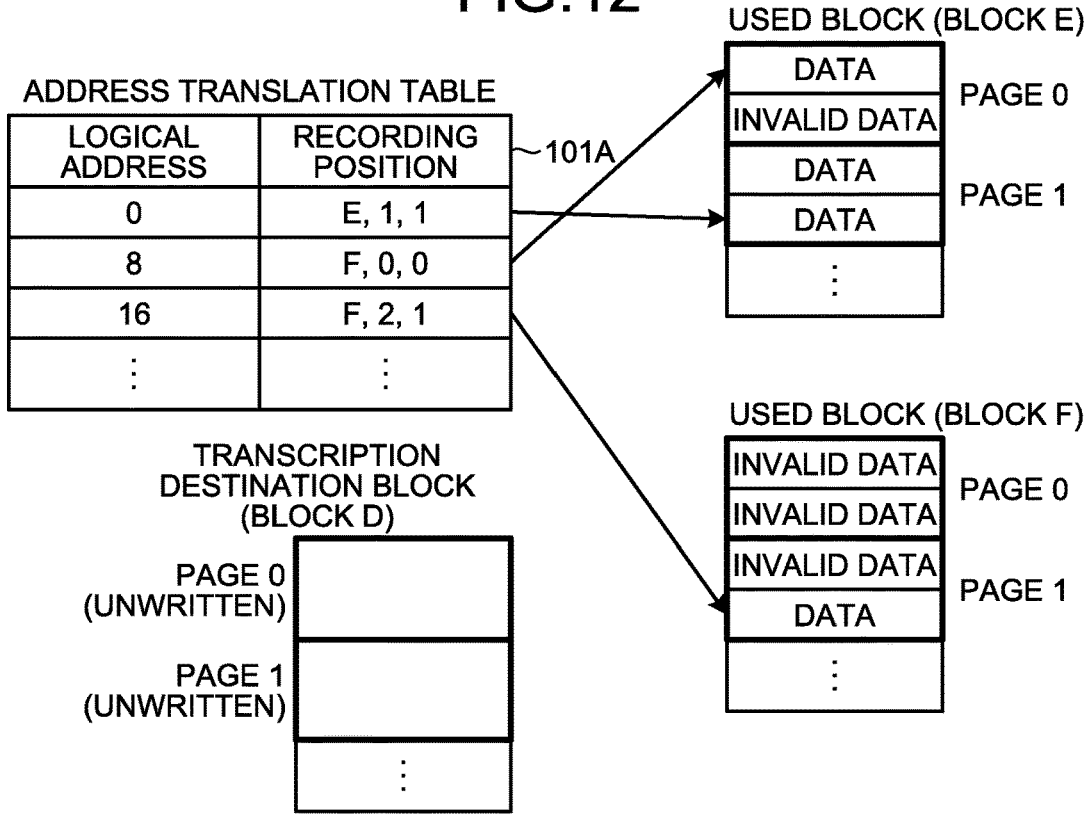 FIG.12
ADDRESS TRANSLATION TABLE
LOGICAL
ADDRESS
RECORDING
POSITION
101A
0
E, 1, 1
8
F, 0, 0
16
F, 2, 1
⋮
⋮
USED BLOCK (BLOCK E)
DATA
INVALID DATA
PAGE 0
DATA
DATA
PAGE 1
⋮
USED BLOCK (BLOCK F)
INVALID DATA
INVALID DATA
PAGE 0
INVALID DATA
DATA
PAGE 1
⋮
TRANSCRIPTION
DESTINATION BLOCK
(BLOCK D)
PAGE 0
(UNWRITTEN)
PAGE 1
(UNWRITTEN)
⋮